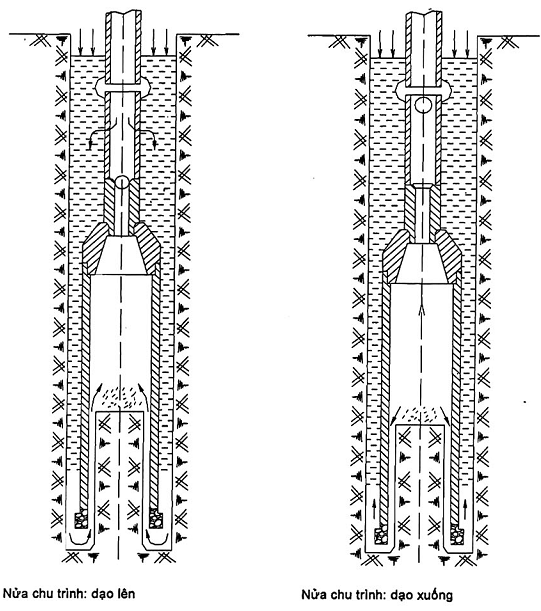 Nửa chu trình: dạo lên
Nửa chu trình: dạo xuống